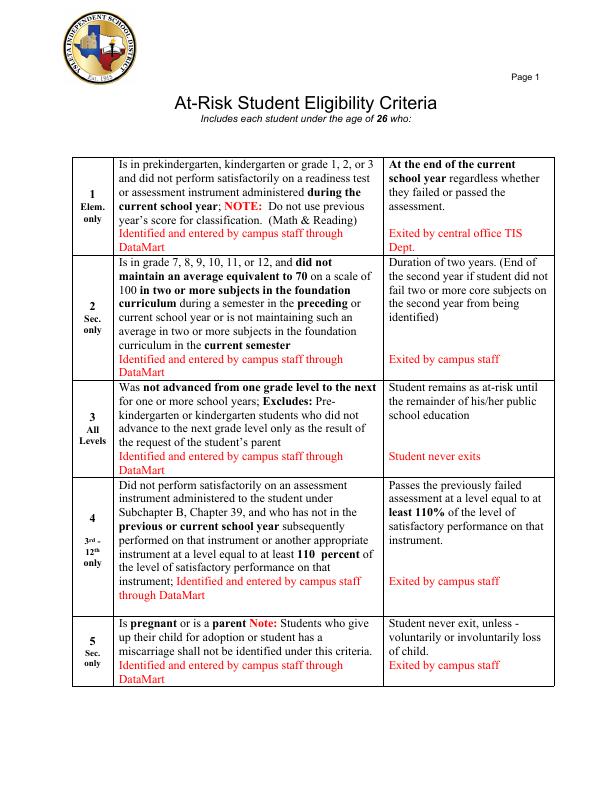 YSLETA INDEPENDENT SCHOOL DISTRICT
Est. 1915
Page 1
At-Risk Student Eligibility Criteria
Includes each student under the age of 26 who:
1
Elem.
only
Is in prekindergarten, kindergarten or grade 1, 2, or 3
and did not perform satisfactorily on a readiness test
or assessment instrument administered during the
current school year; NOTE: Do not use previous
year's score for classification. (Math & Reading)
Identified and entered by campus staff through
DataMart
At the end of the current
school year regardless whether
they failed or passed the
assessment.
Exited by central office TIS
Dept.
2
Sec.
only
Is in grade 7, 8, 9, 10, 11, or 12, and did not
maintain an average equivalent to 70 on a scale of
100 in two or more subjects in the foundation
curriculum during a semester in the preceding or
current school year or is not maintaining such an
average in two or more subjects in the foundation
curriculum in the current semester
Identified and entered by campus staff through
DataMart
Duration of two years. (End of
the second year if student did not
fail two or more core subjects on
the second year from being
identified)
Exited by campus staff
3
All
Levels
Was not advanced from one grade level to the next
for one or more school years; Excludes: Pre-
kindergarten or kindergarten students who did not
advance to the next grade level only as the result of
the request of the student's parent
Identified and entered by campus staff through
DataMart
Student remains as at-risk until
the remainder of his/her public
school education
Student never exits
4
3rd -
12th
only
Did not perform satisfactorily on an assessment
instrument administered to the student under
Subchapter B, Chapter 39, and who has not in the
previous or current school year subsequently
performed on that instrument or another appropriate
instrument at a level equal to at least 110 percent of
the level of satisfactory performance on that
instrument; Identified and entered by campus staff
through DataMart
Passes the previously failed
assessment at a level equal to at
least 110% of the level of
satisfactory performance on that
instrument.
Exited by campus staff
5
Sec.
only
Is pregnant or is a parent Note: Students who give
up their child for adoption or student has a
miscarriage shall not be identified under this criteria.
Identified and entered by campus staff through
DataMart
Student never exit, unless -
voluntarily or involuntarily loss
of child.
Exited by campus staff